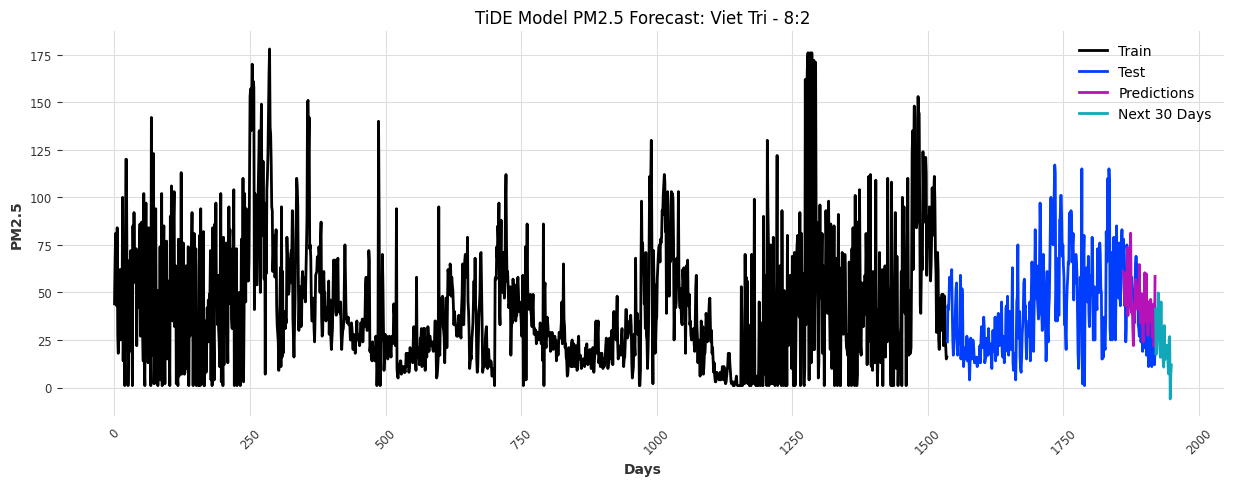 TiDE Model PM2.5 Forecast: Viet Tri - 8:2
Train
Test
Predictions
Next 30 Days
PM2.5
175
150
125
100
75
50
25
0
0
250
500
750
1000
1250
1500
1750
2000
Days